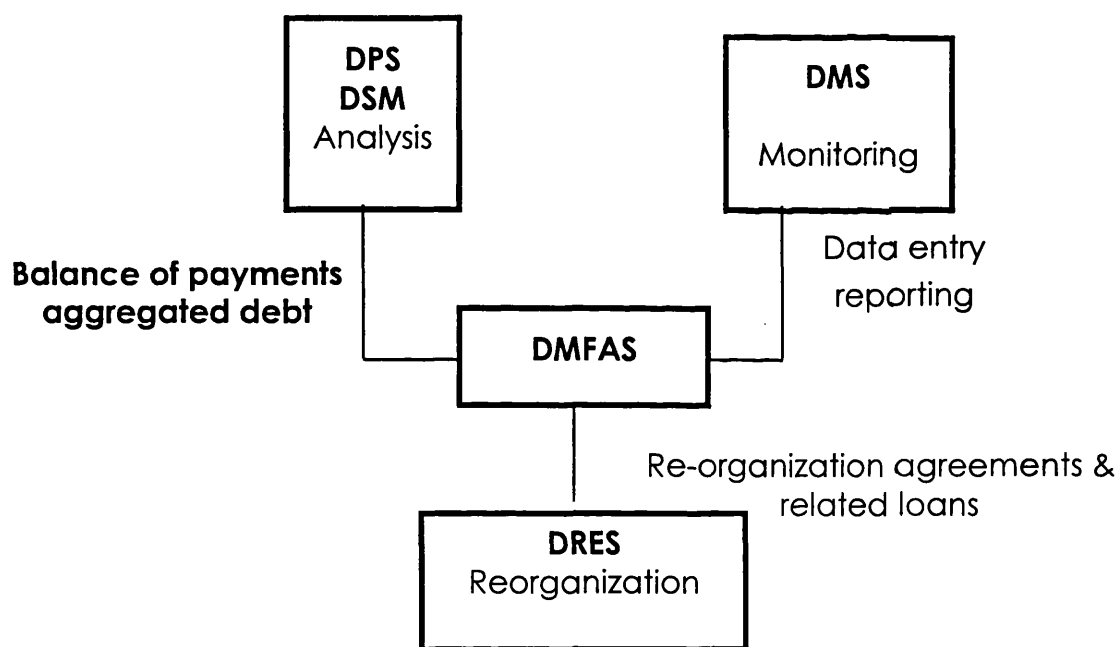 DPS
DSM
Analysis
DMS
Monitoring
Balance of payments
aggregated debt
Data entry
reporting
DMFAS
Re-organization agreements &
related loans
DRES
Reorganization